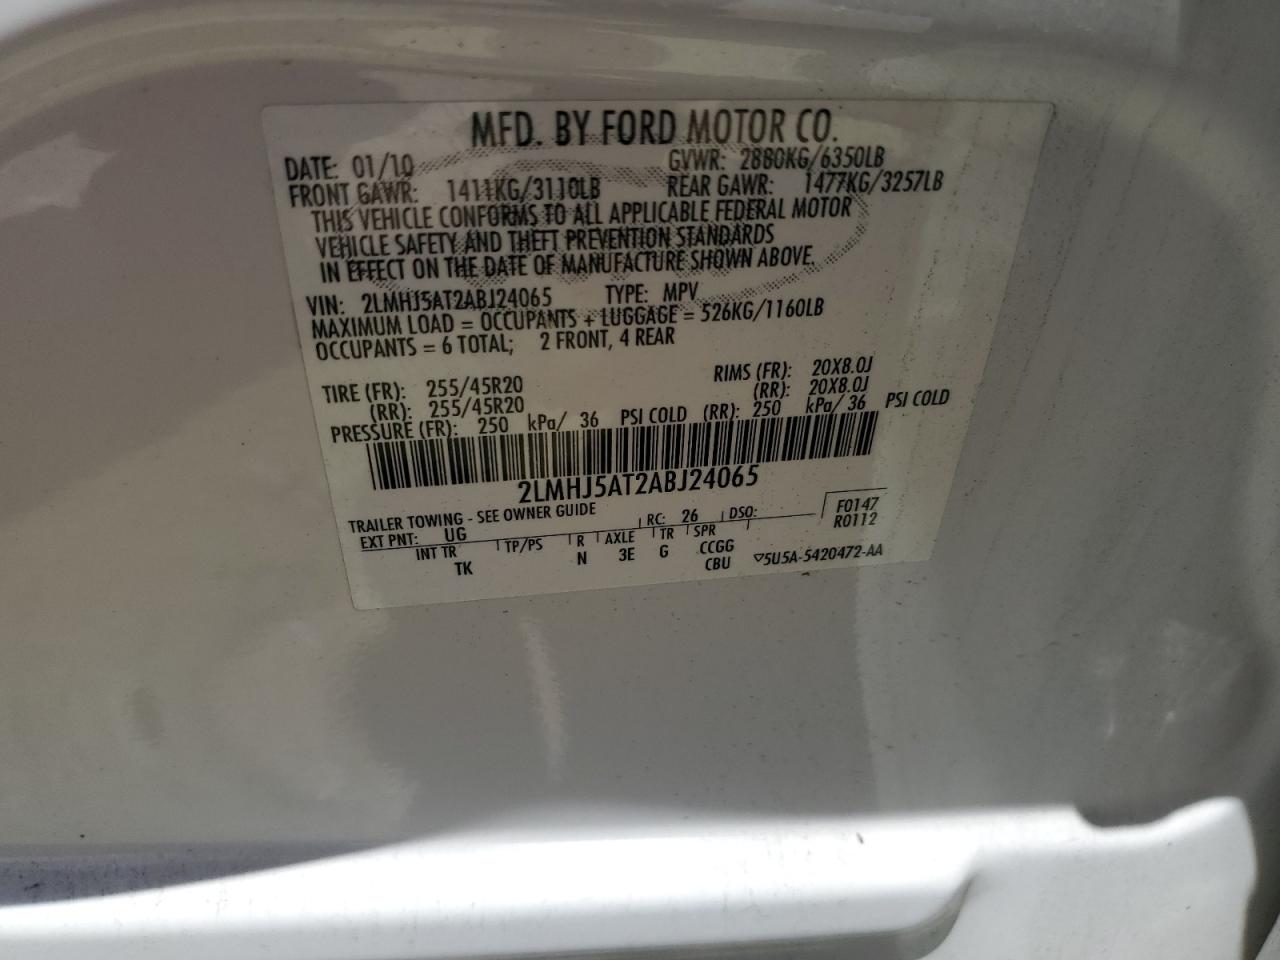 MFD. BY FORD MOTOR CO.
DATE: 01/10 GVWR: 2880KG/6350LB
FRONT GAWR: 1411KG/3110LB REAR GAWR: 1477KG/3257LB
THIS VEHICLE CONFORMS TO ALL APPLICABLE FEDERAL MOTOR
VEHICLE SAFETY AND THEFT PREVENTION STANDARDS
IN EFFECT ON THE DATE OF MANUFACTURE SHOWN ABOVE.
VIN: 2LMHJ5AT2ABJ24065 TYPE: MPV
MAXIMUM LOAD = OCCUPANTS + LUGGAGE = 526KG/1160LB
OCCUPANTS = 6 TOTAL; 2 FRONT, 4 REAR
TIRE (FR): 255/45R20 RIMS (FR): 20X8.0J
(RR): 255/45R20 (RR): 20X8.0J
PRESSURE (FR): 250 kPa/ 36 PSI COLD (RR): 250 kPa/ 36 PSI COLD
2LMHJ5AT2ABJ24065
TRAILER TOWING - SEE OWNER GUIDE F0147
EXT PNT: UG RC: 26 DSO: R0112
INT TR TP/PS R AXLE TR SPR
TK N 3E G CCGG
CBU ▽5U5A-5420472-AA